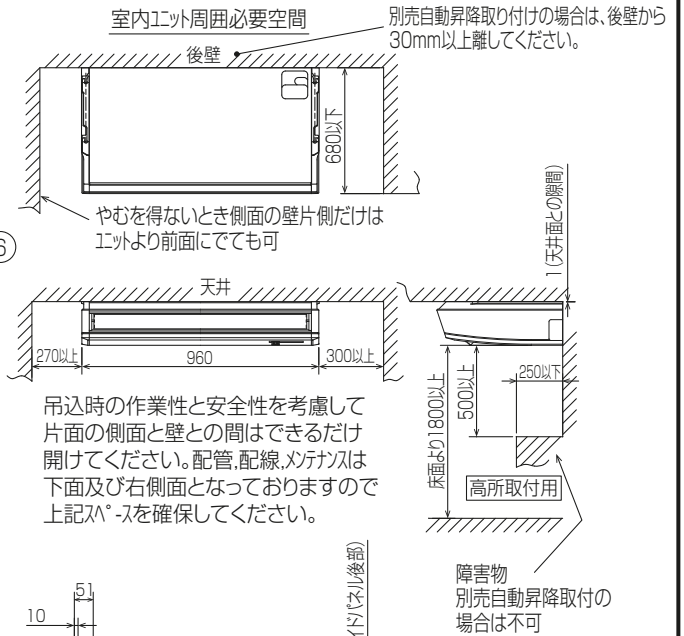 室内ユニット周囲必要空間
別売自動昇降取り付けの場合は、後壁から
30mm以上離してください。
後壁
680以下
やむを得ないとき側面の壁片側だけは
ユニットより前面にでても可
6
1(天井面との隙間)
天井
270以上
960
300以上
250以下
500以上
床面より1800以上
吊込時の作業性と安全性を考慮して
片面の側面と壁との間はできるだけ
開けてください。配管,配線,メンテナンスは
下面及び右側面となっておりますので
上記スペースを確保してください。
高所取付用
障害物
別売自動昇降取付の
場合は不可
51
10
イドパネル後部)